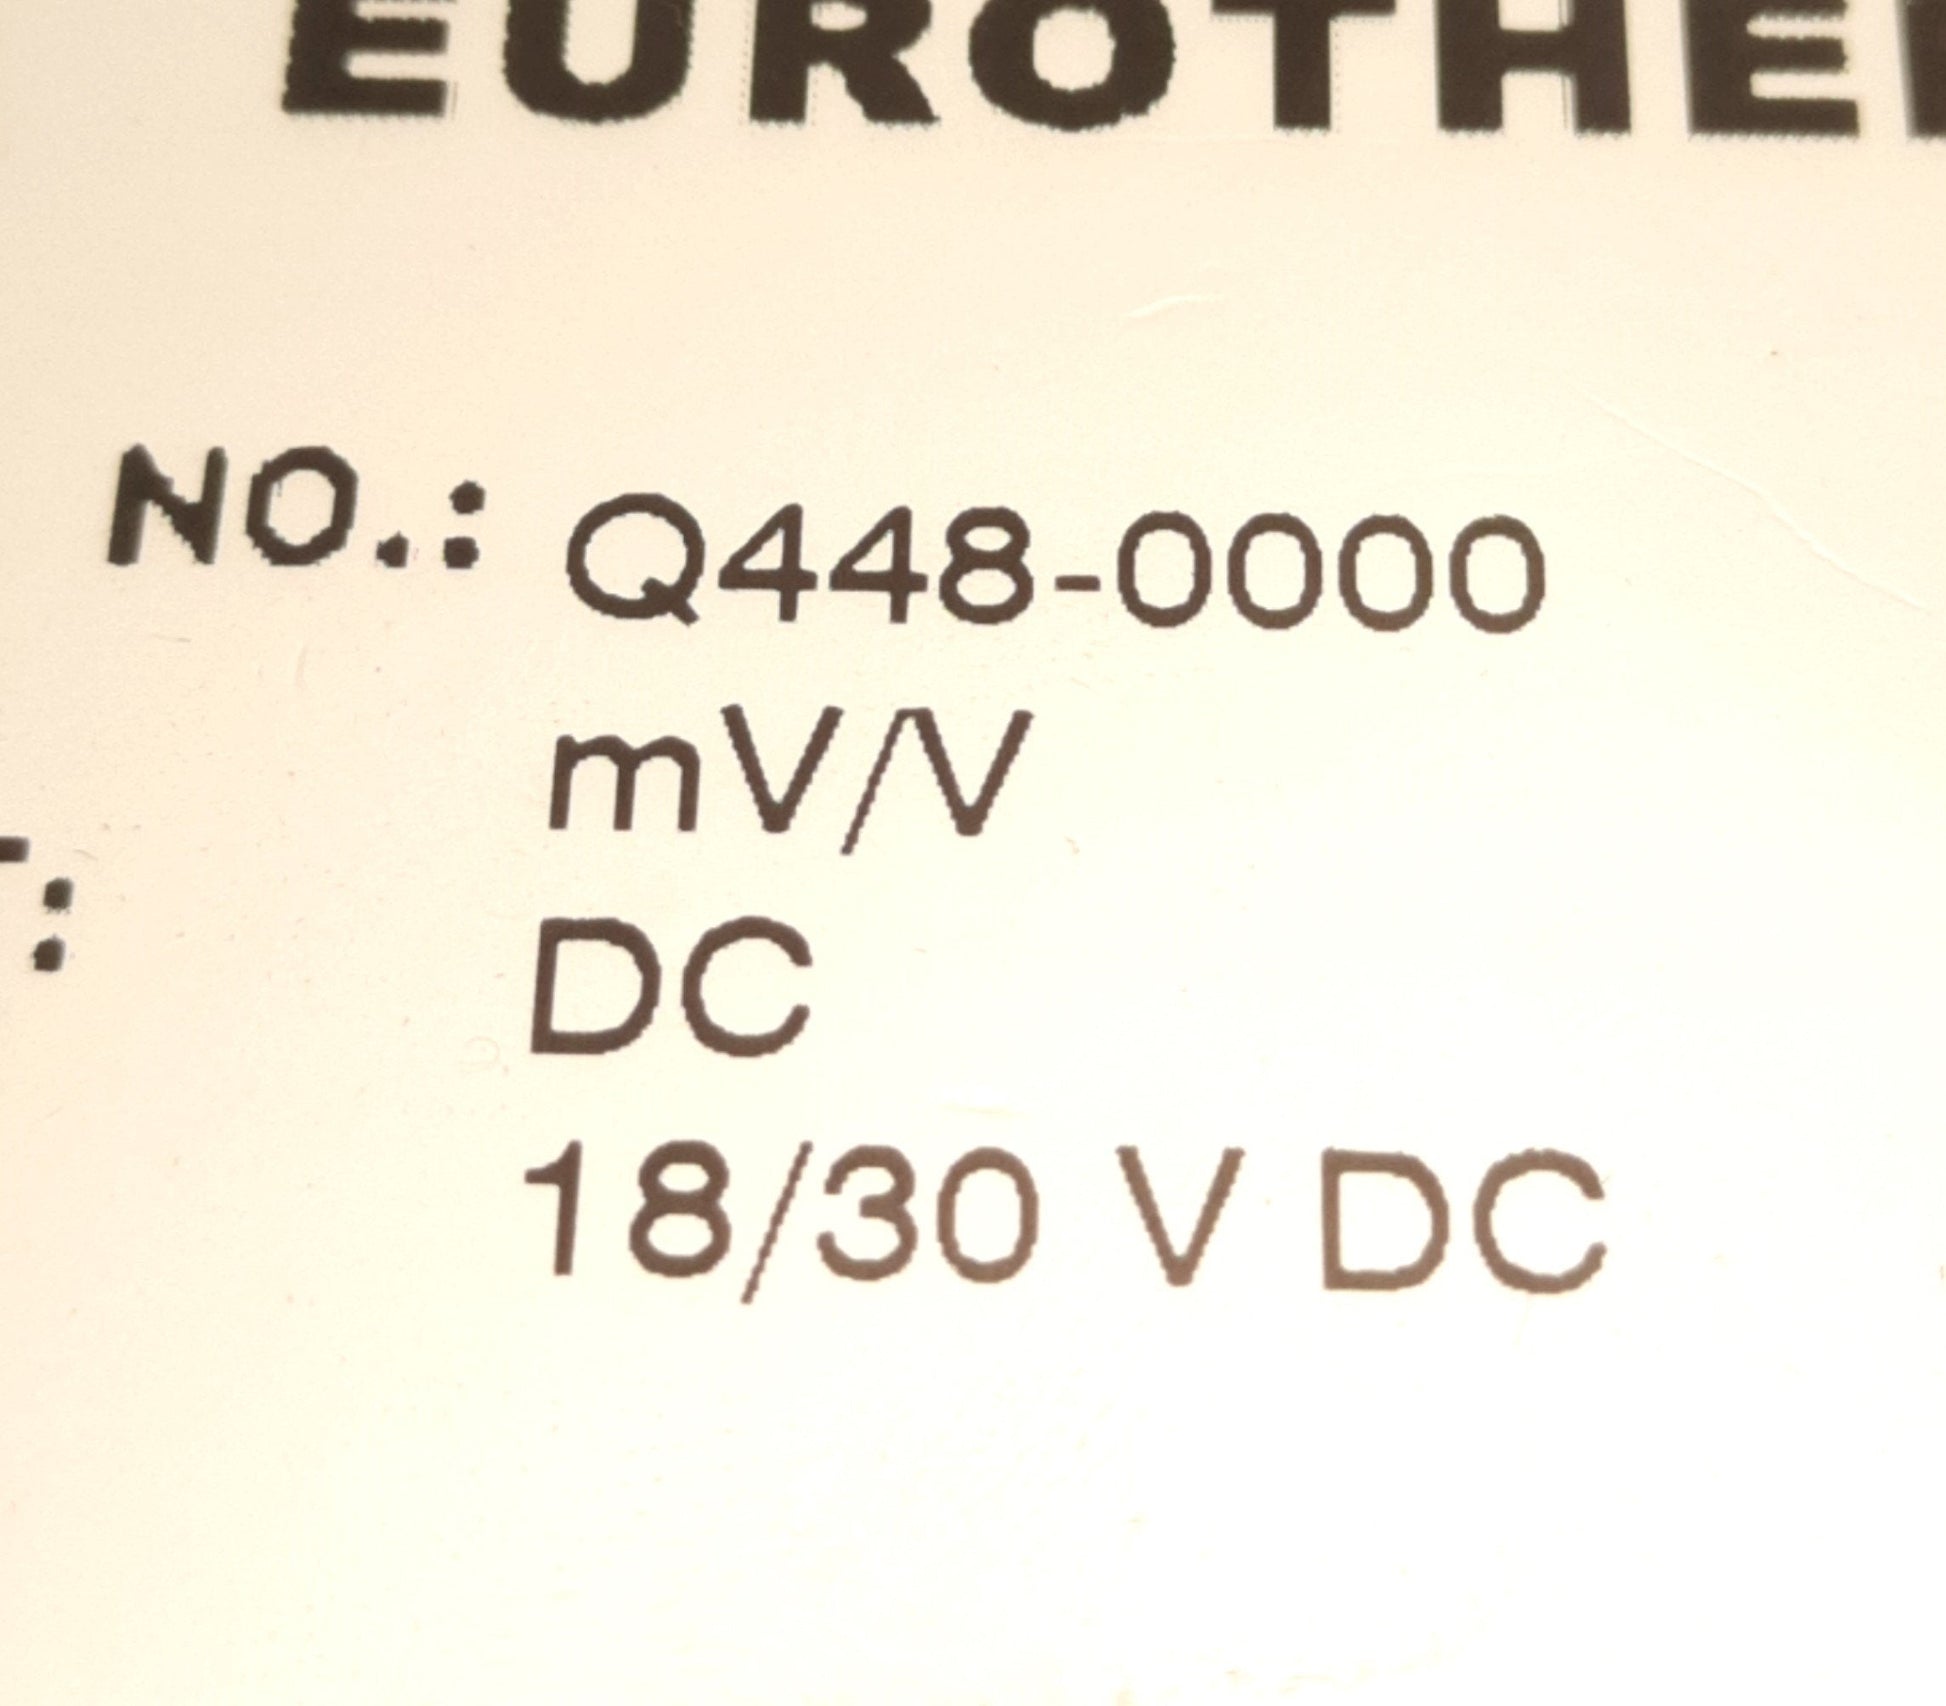 EUROTHE
NO.: Q448-0000
mV/V
DC
18/30 V DC